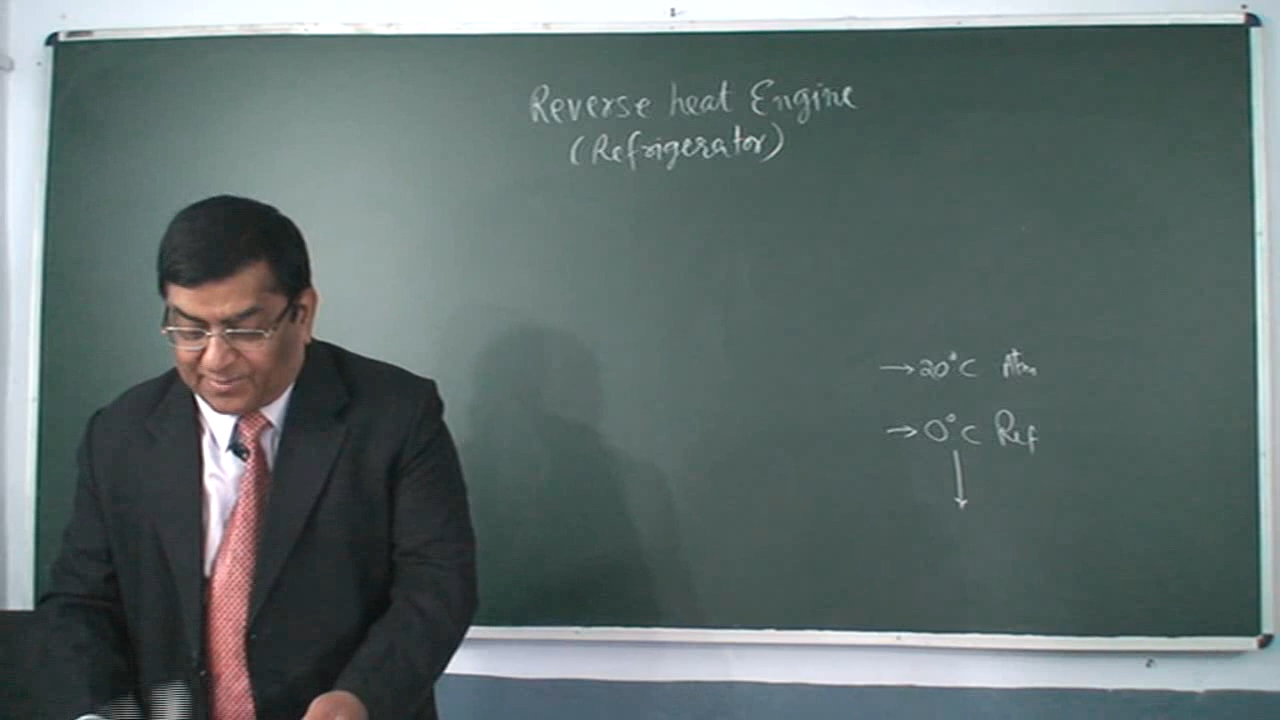 Reverse heat Engine
(Refrigerator)
→ 20°C Atm
→ 0°C Ref